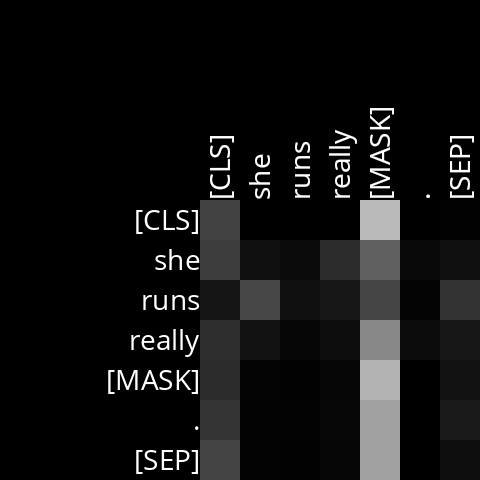 [CLS]
she
runs
really
[MASK]
.
[SEP]
[CLS]
she
runs
really
[MASK]
.
[SEP]